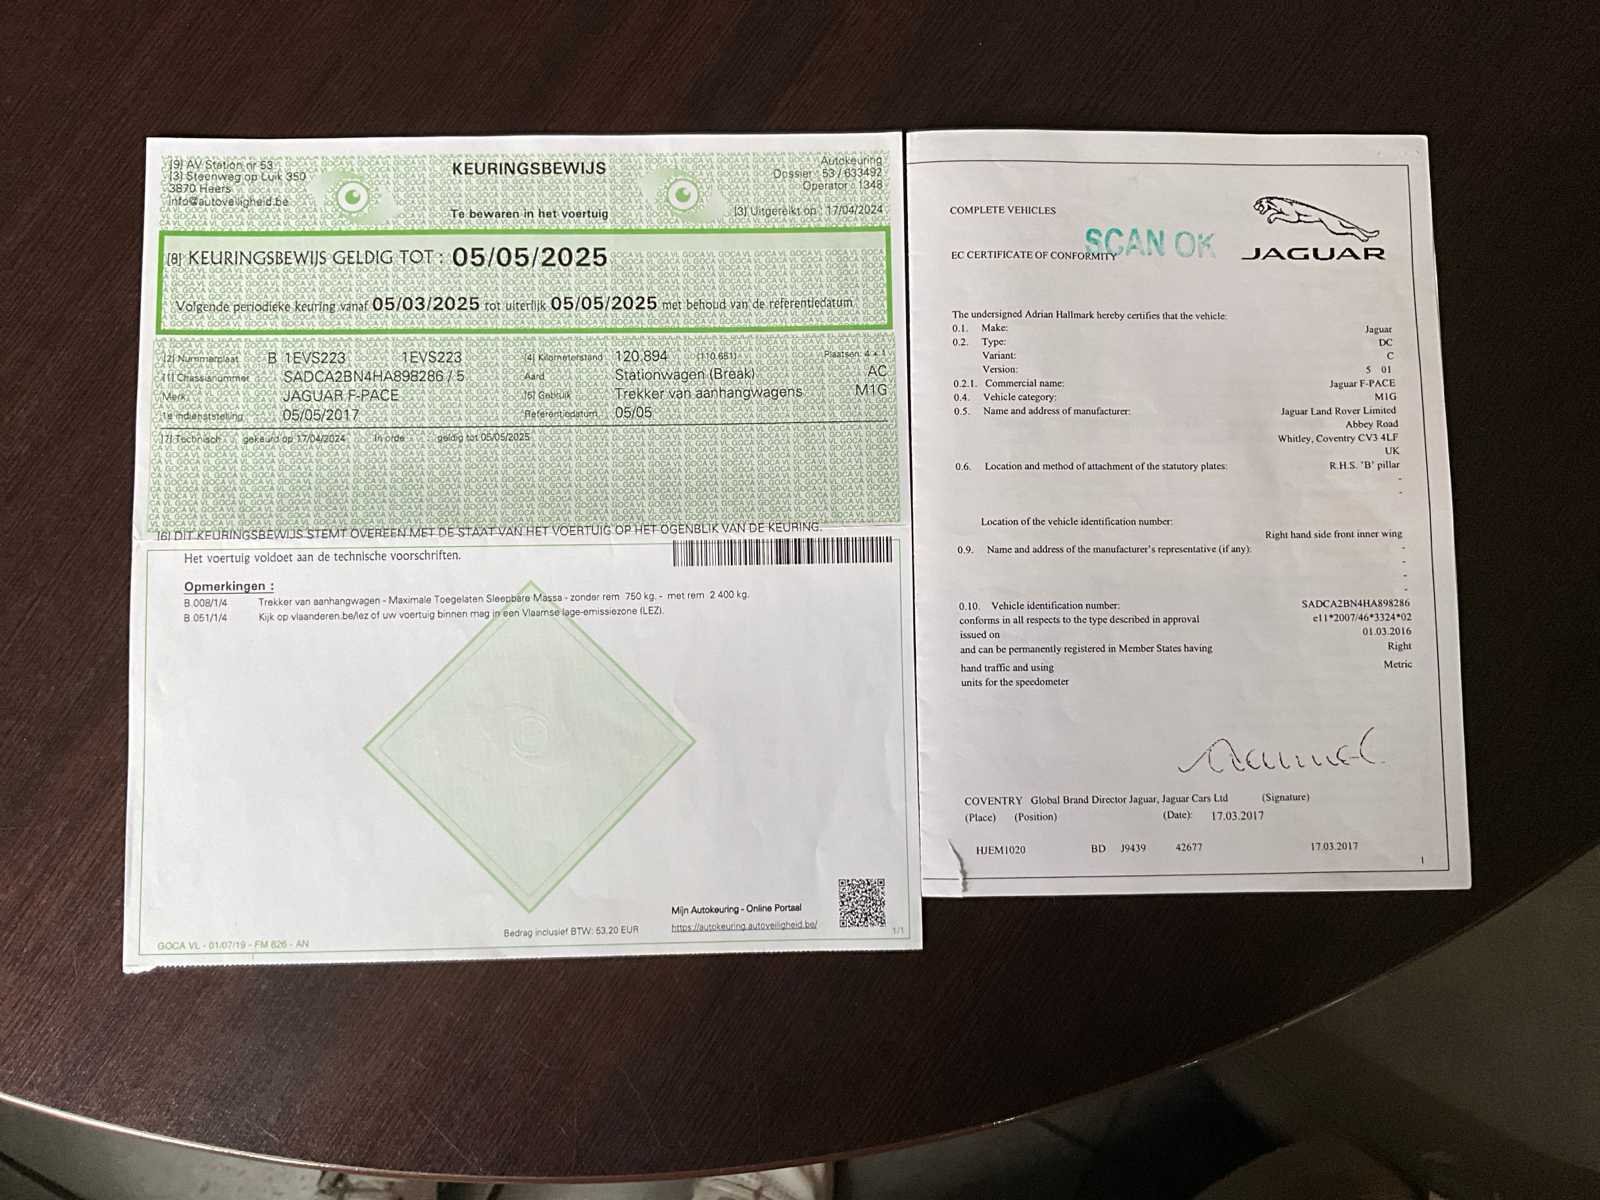 [9] AV Station nr 53
[3] Steenweg op Luik 350
3870 Heers
info@autoveiligheid.be
KEURINGSBEWIJS
Te bewaren in het voertuig
Autokeuring
Dossier : 53 / 633492
Operator : 1348
[3] Uitgereikt op : 17/04/2024
[8] KEURINGSBEWIJS GELDIG TOT : 05/05/2025
Volgende periodieke keuring vanaf 05/03/2025 tot uiterlijk 05/05/2025 met behoud van de referentiedatum
[2] Nummerplaat B 1EVS223 1EVS223 [4] Kilometerstand 120.894 (110.681) Plaatsen: 4 + 1
[1] Chassisnummer SADCA2BN4HA898286 / 5 Aard Stationwagen (Break) AC
Merk JAGUAR F-PACE [5] Gebruik Trekker van aanhangwagens M1G
1e indienststelling 05/05/2017 Referentiedatum 05/05
[7] Technisch gekeurd op 17/04/2024 In orde geldig tot 05/05/2025
[6] DIT KEURINGSBEWIJS STEMT OVEREEN MET DE STAAT VAN HET VOERTUIG OP HET OGENBLIK VAN DE KEURING.
Het voertuig voldoet aan de technische voorschriften.
Opmerkingen :
B.008/1/4 Trekker van aanhangwagen - Maximale Toegelaten Sleepbare Massa - zonder rem 750 kg. - met rem 2 400 kg.
B.051/1/4 Kijk op vlaanderen.be/lez of uw voertuig binnen mag in een Vlaamse lage-emissiezone (LEZ).
Mijn Autokeuring - Online Portaal
https://autokeuring.autoveiligheid.be/
Bedrag inclusief BTW: 53,20 EUR
1/1
GOCA VL - 01/07/19 - FM 826 - AN
COMPLETE VEHICLES
SCAN OK
JAGUAR
EC CERTIFICATE OF CONFORMITY
The undersigned Adrian Hallmark hereby certifies that the vehicle:
0.1. Make: Jaguar
0.2. Type: DC
Variant: C
Version: 5 01
0.2.1. Commercial name: Jaguar F-PACE
0.4. Vehicle category: M1G
0.5. Name and address of manufacturer: Jaguar Land Rover Limited
Abbey Road
Whitley, Coventry CV3 4LF
UK
0.6. Location and method of attachment of the statutory plates: R.H.S. 'B' pillar
-
-
Location of the vehicle identification number:
Right hand side front inner wing
0.9. Name and address of the manufacturer's representative (if any): -
-
-
-
0.10. Vehicle identification number: SADCA2BN4HA898286
conforms in all respects to the type described in approval e11*2007/46*3324*02
issued on 01.03.2016
and can be permanently registered in Member States having Right
hand traffic and using Metric
units for the speedometer
COVENTRY Global Brand Director Jaguar, Jaguar Cars Ltd (Signature)
(Place) (Position) (Date): 17.03.2017
HJEM1020 BD J9439 42677 17.03.2017
1